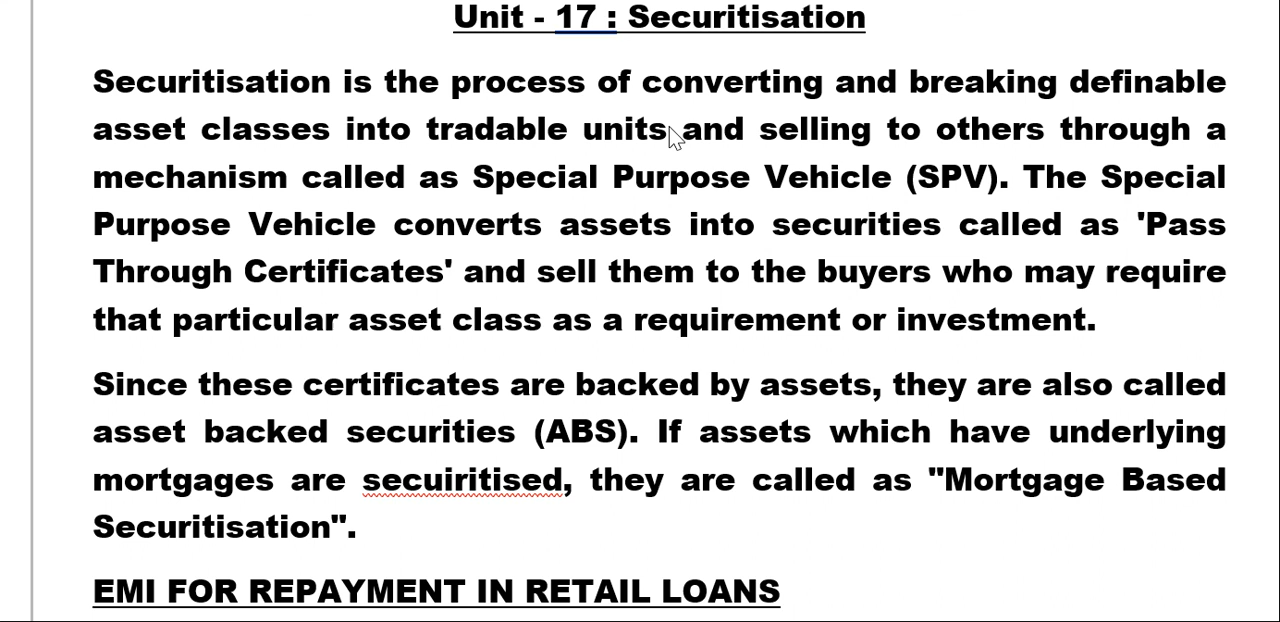 Unit - 17 : Securitisation
Securitisation is the process of converting and breaking definable
asset classes into tradable units and selling to others through a
mechanism called as Special Purpose Vehicle (SPV). The Special
Purpose Vehicle converts assets into securities called as 'Pass
Through Certificates' and sell them to the buyers who may require
that particular asset class as a requirement or investment.
Since these certificates are backed by assets, they are also called
asset backed securities (ABS). If assets which have underlying
mortgages are secuiritised, they are called as "Mortgage Based
Securitisation".
EMI FOR REPAYMENT IN RETAIL LOANS